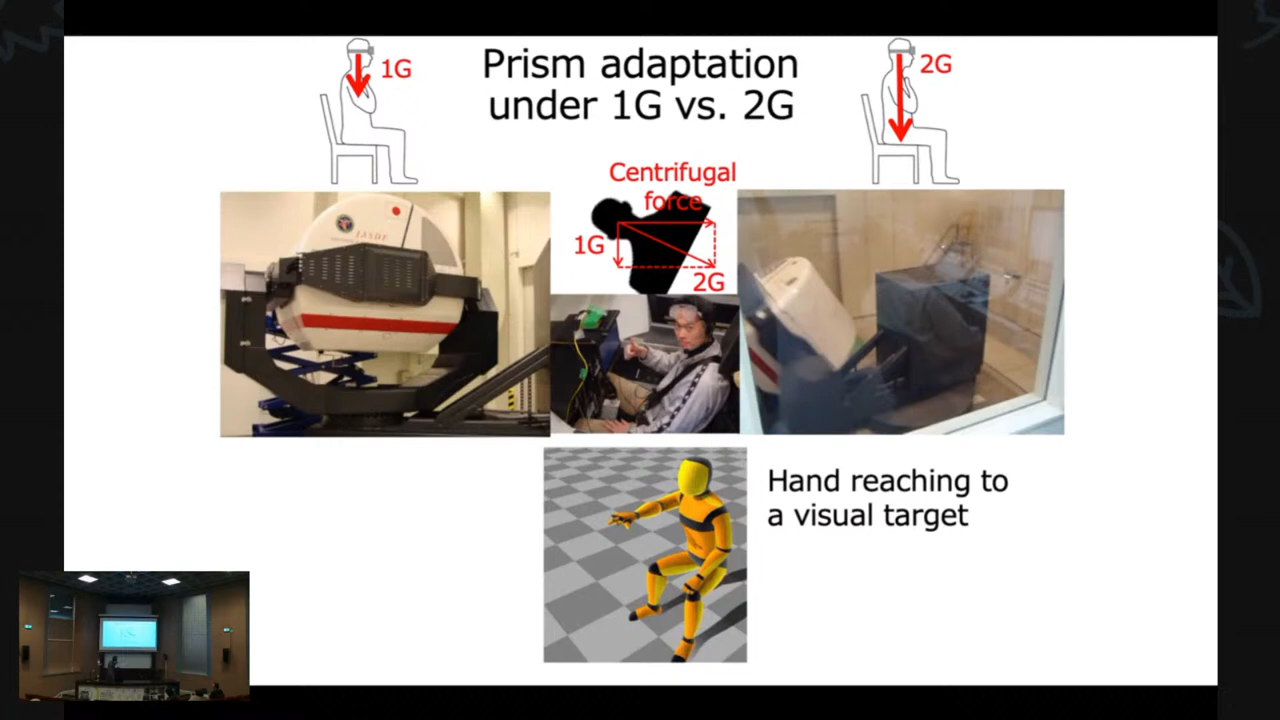 1G
Prism adaptation
under 1G vs. 2G
2G
Centrifugal
force
1G
2G
Hand reaching to
a visual target